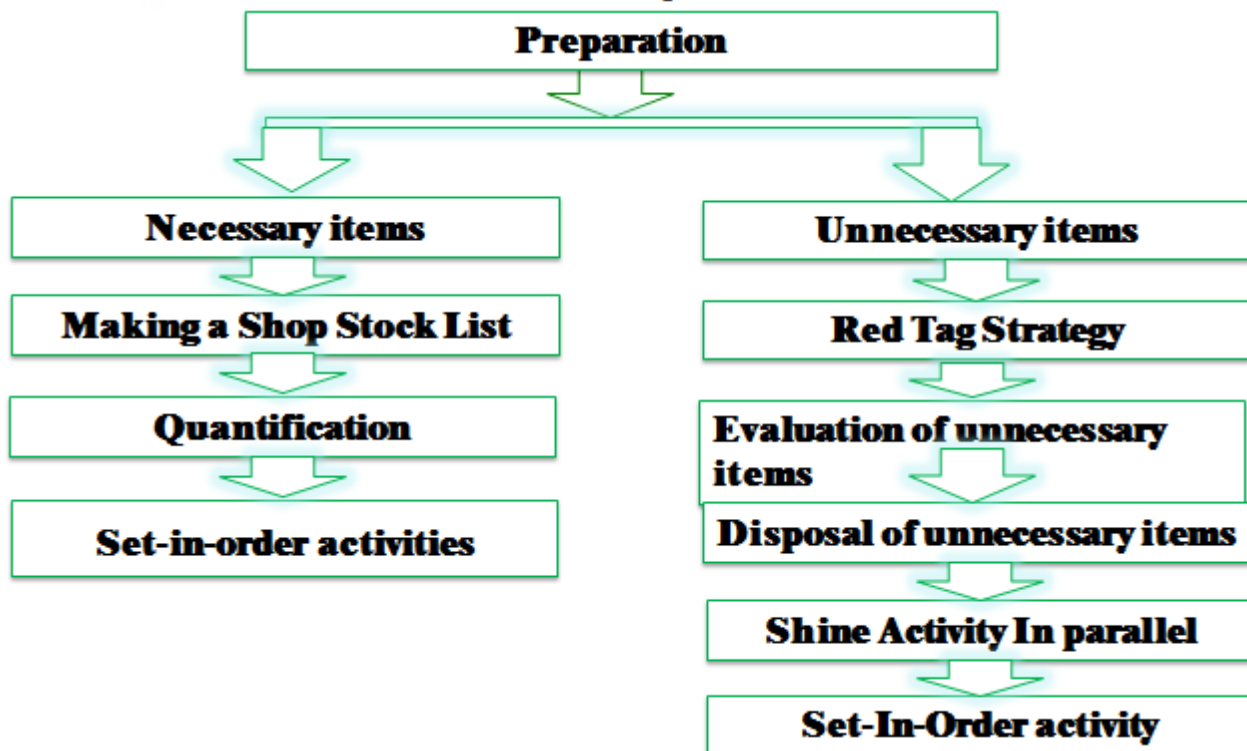 Preparation
Necessary items
Making a Shop Stock List
Quantification
Set-in-order activities
Unnecessary items
Red Tag Strategy
Evaluation of unnecessary
items
Disposal of unnecessary items
Shine Activity In parallel
Set-In-Order activity